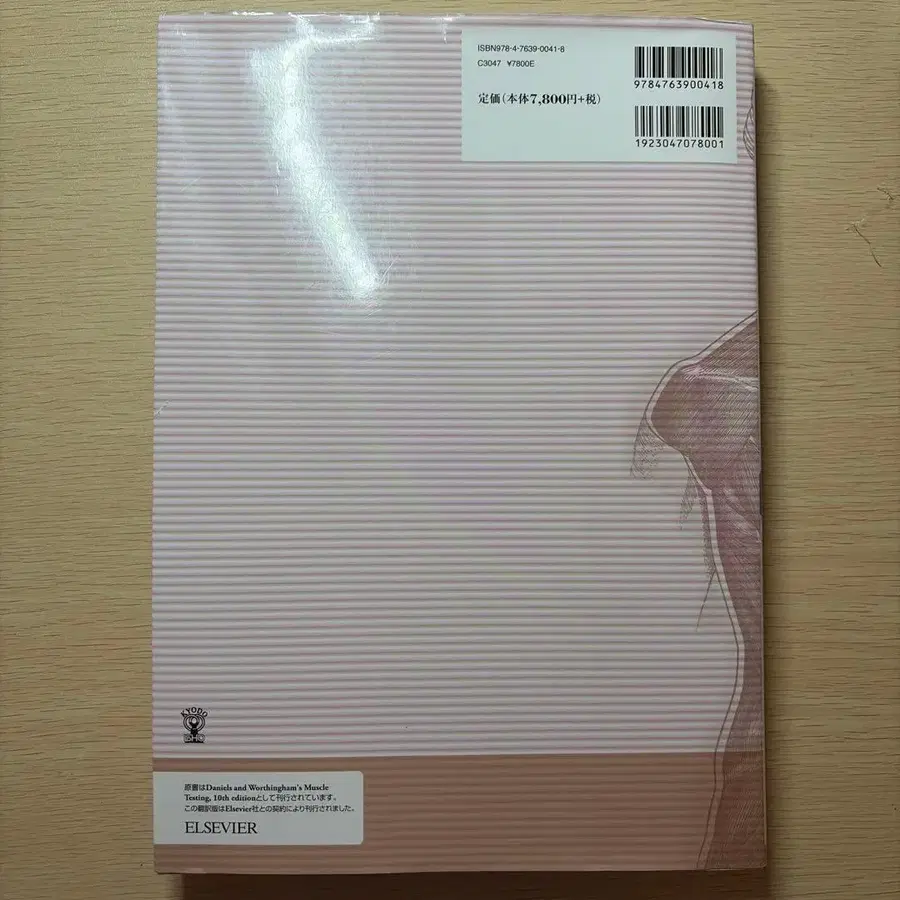 ISBN978-4-7639-0041-8
C3047 ¥7800E
定価(本体7,800円+税)
9784763900418
1923047078001
KYODO
ISHO
原書はDaniels and Worthingham's Muscle
Testing, 10th editionとして刊行されています。
この翻訳版はElsevier社との契約により刊行されました。
ELSEVIER